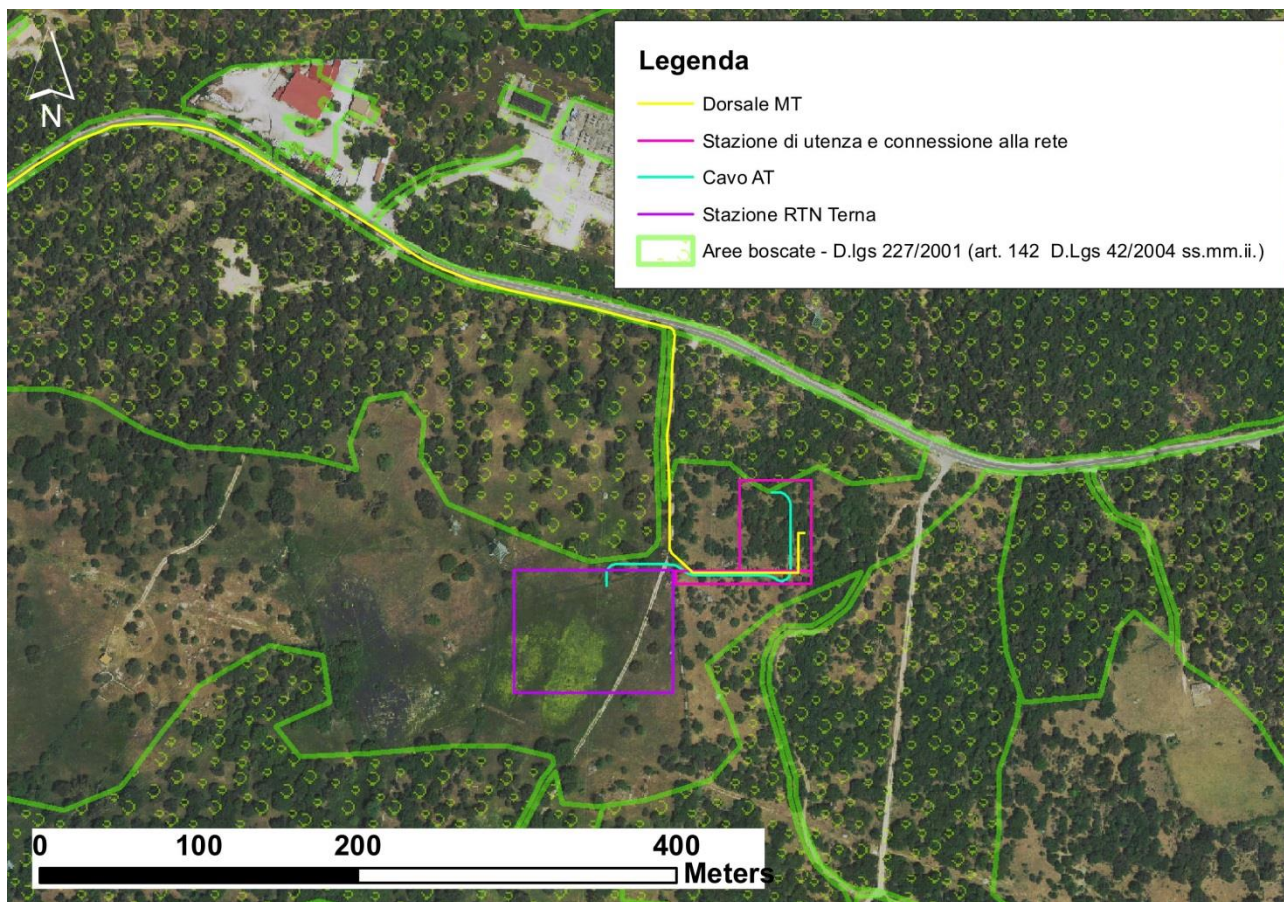 N
Legenda
Dorsale MT
Stazione di utenza e connessione alla rete
Cavo AT
Stazione RTN Terna
Aree boscate - D.lgs 227/2001 (art. 142 D.Lgs 42/2004 ss.mm.ii.)
0 100 200 400
Meters